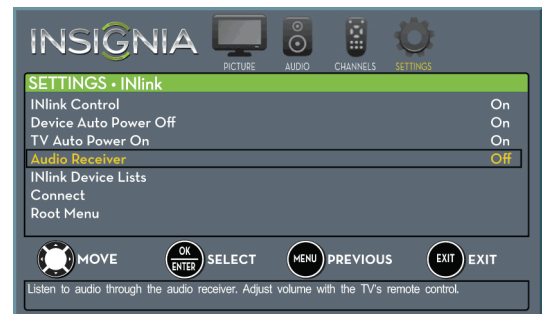 INSIGNIA
PICTURE AUDIO CHANNELS SETTINGS
SETTINGS • INlink
INlink Control On
Device Auto Power Off On
TV Auto Power On On
Audio Receiver Off
INlink Device Lists
Connect
Root Menu
MOVE OK ENTER SELECT MENU PREVIOUS EXIT EXIT
Listen to audio through the audio receiver. Adjust volume with the TV's remote control.